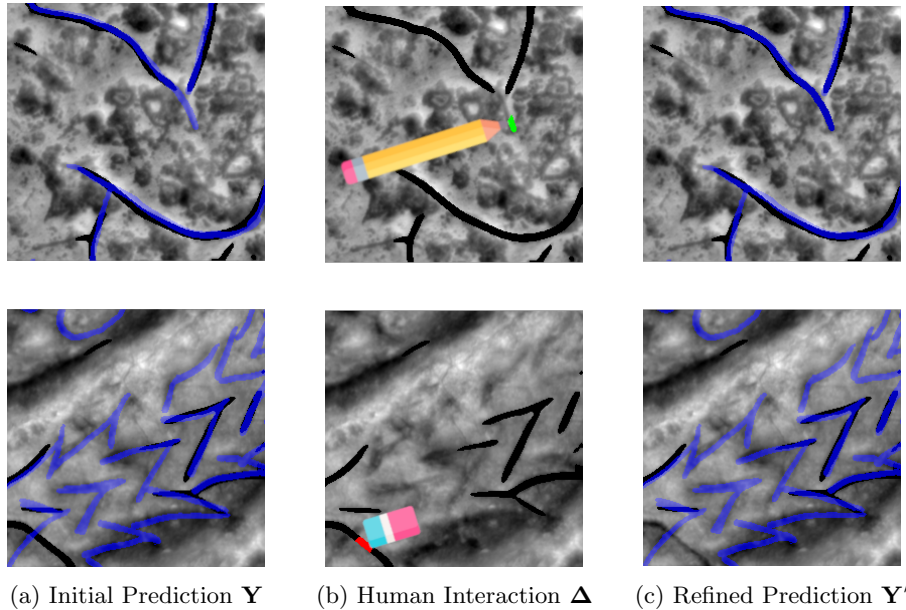 (a) Initial Prediction Y
(b) Human Interaction Δ
(c) Refined Prediction Y'